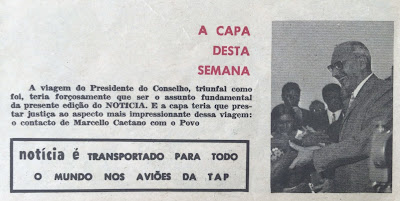 A CAPA
DESTA
SEMANA
A viagem do Presidente do Conselho, triunfal como
foi, teria forçosamente que ser o assunto fundamental
da presente edição do NOTÍCIA. E a capa teria que pres-
tar justiça ao aspecto mais impressionante dessa viagem:
o contacto de Marcello Caetano com o Povo
notícia é TRANSPORTADO PARA TODO
O MUNDO NOS AVIÕES DA TAP